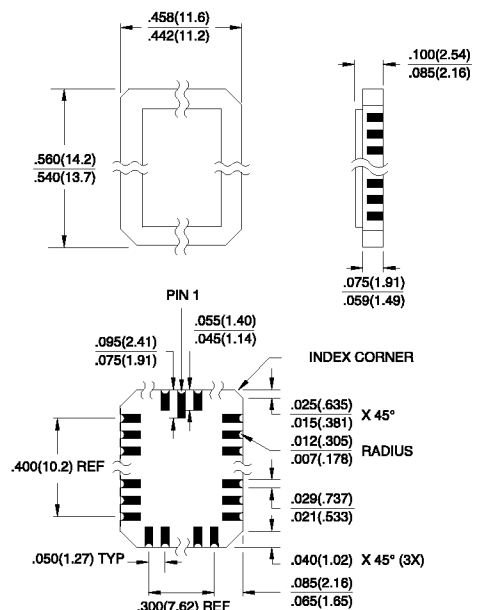 .458(11.6)
.442(11.2)
.100(2.54)
.085(2.16)
.560(14.2)
.540(13.7)
.075(1.91)
.059(1.49)
PIN 1
.055(1.40)
.045(1.14)
.095(2.41)
.075(1.91)
INDEX CORNER
.025(.635)
.015(.381)
X 45°
.012(.305)
.007(.178)
RADIUS
.400(10.2) REF
.029(.737)
.021(.533)
.050(1.27) TYP
.040(1.02) X 45° (3X)
.085(2.16)
.065(1.65)
.300(7.62) REF